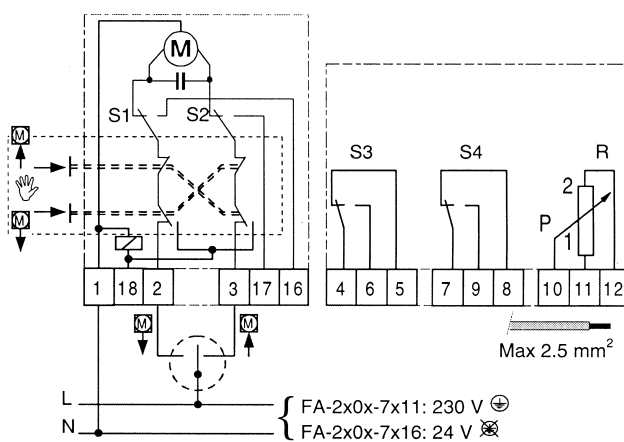 M
S1 S2
M
M
1 18 2 3 17 16
M M
L
N
S3 S4 R
2
P
1
4 6 5 7 9 8 10 11 12
Max 2.5 mm²
FA-2x0x-7x11: 230 V
FA-2x0x-7x16: 24 V